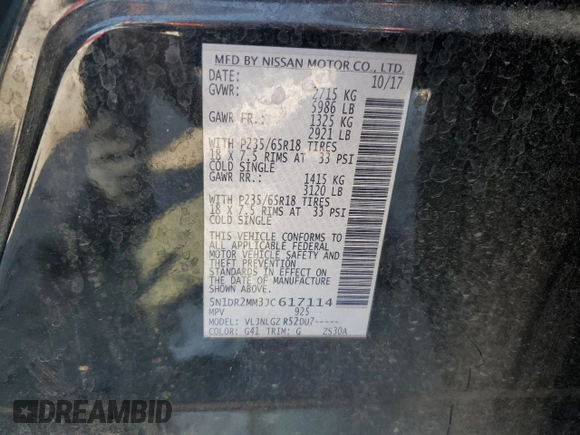 MFD BY NISSAN MOTOR CO., LTD.
DATE: 10/17
GVWR: 2715 KG
5986 LB
GAWR FR.: 1325 KG
2921 LB
WITH P235/65R18 TIRES
18 X 7.5 RIMS AT 33 PSI
COLD SINGLE
GAWR RR.: 1415 KG
3120 LB
WITH P235/65R18 TIRES
18 X 7.5 RIMS AT 33 PSI
COLD SINGLE
THIS VEHICLE CONFORMS TO
ALL APPLICABLE FEDERAL
MOTOR VEHICLE SAFETY AND
THEFT PREVENTION
STANDARDS IN EFFECT ON
THE DATE OF MANUFACTURE
SHOWN ABOVE.
5N1DR2MM3JC617114
MPV 925
MODEL: VL3NLGZ R52DU7-----
COLOR: G41 TRIM: G 2530A
DREAMBID